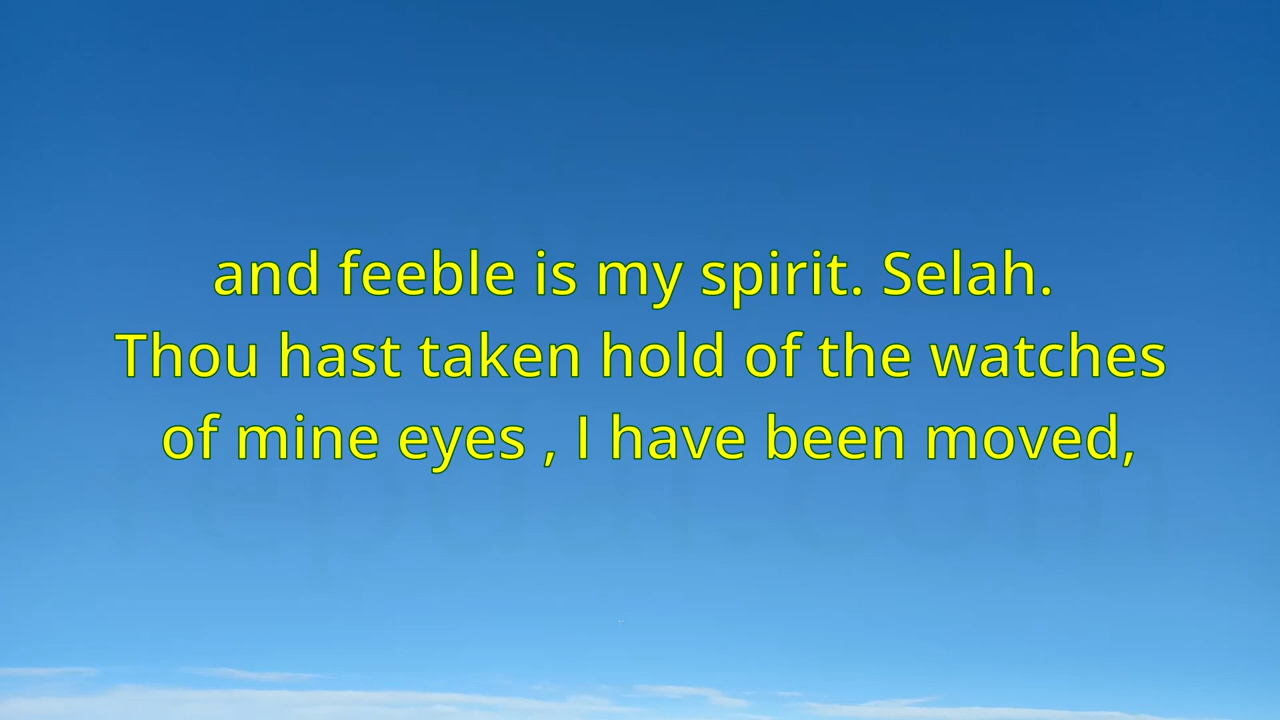 and feeble is my spirit. Selah.
Thou hast taken hold of the watches
of mine eyes , I have been moved,